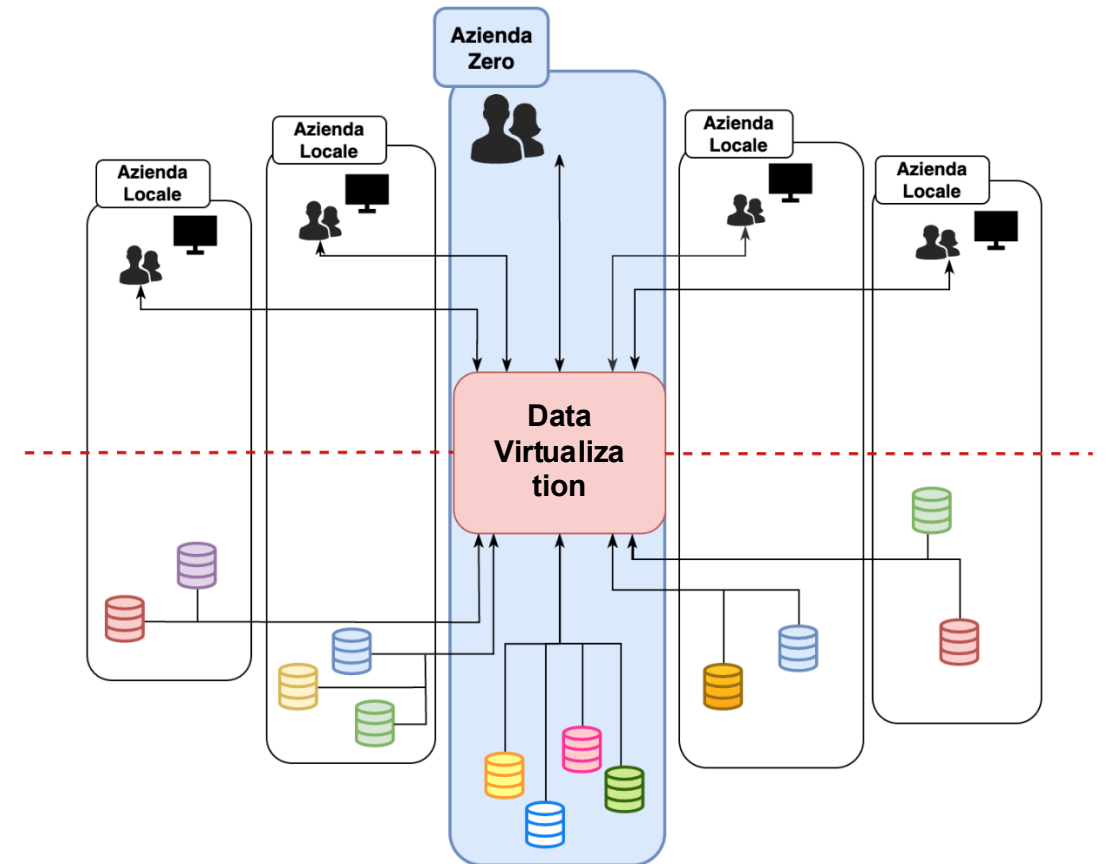 Azienda
Zero
Azienda
Locale
Azienda
Locale
Azienda
Locale
Azienda
Locale
Data
Virtualiza
tion